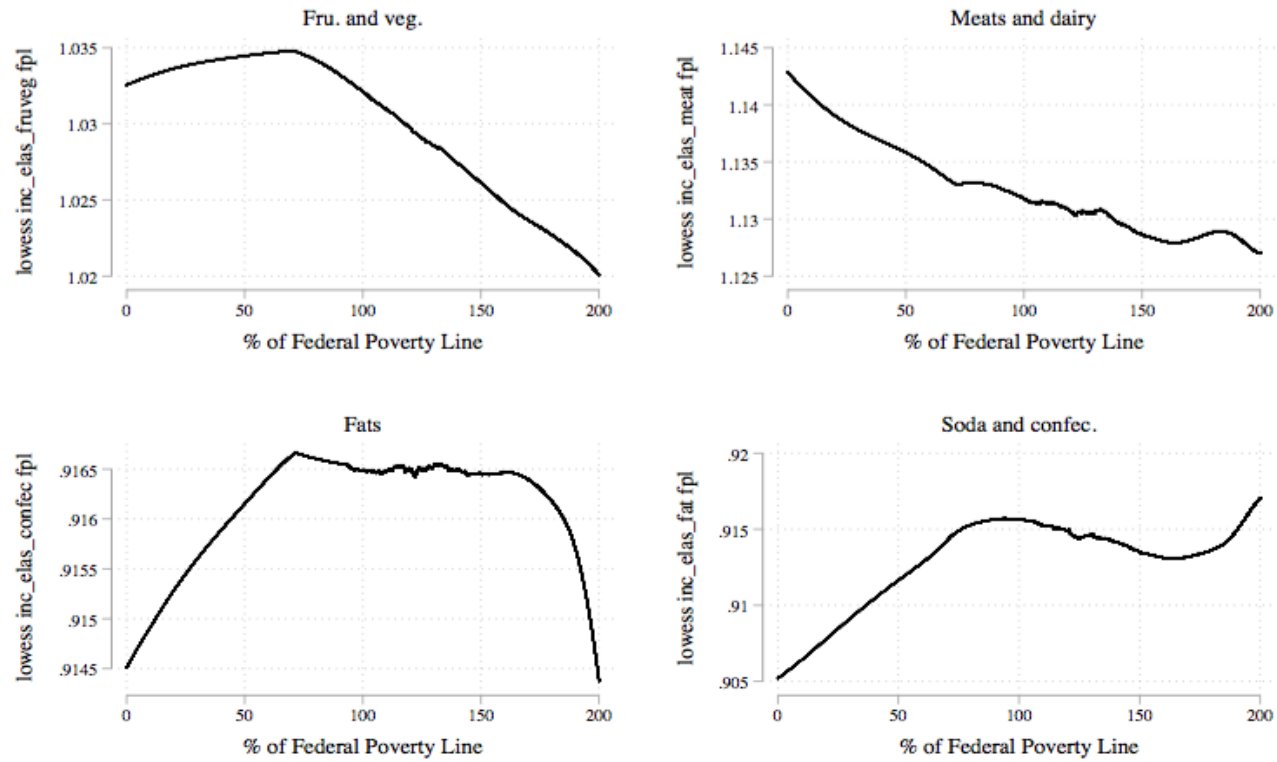 Fru. and veg.
lowess inc_elas_fruveg fpl
1.035
1.03
1.025
1.02
0 50 100 150 200
% of Federal Poverty Line
Meats and dairy
lowess inc_elas_meat fpl
1.145
1.14
1.135
1.13
1.125
0 50 100 150 200
% of Federal Poverty Line
Fats
lowess inc_elas_confec fpl
.9165
.916
.9155
.915
.9145
0 50 100 150 200
% of Federal Poverty Line
Soda and confec.
lowess inc_elas_fat fpl
.92
.915
.91
.905
0 50 100 150 200
% of Federal Poverty Line